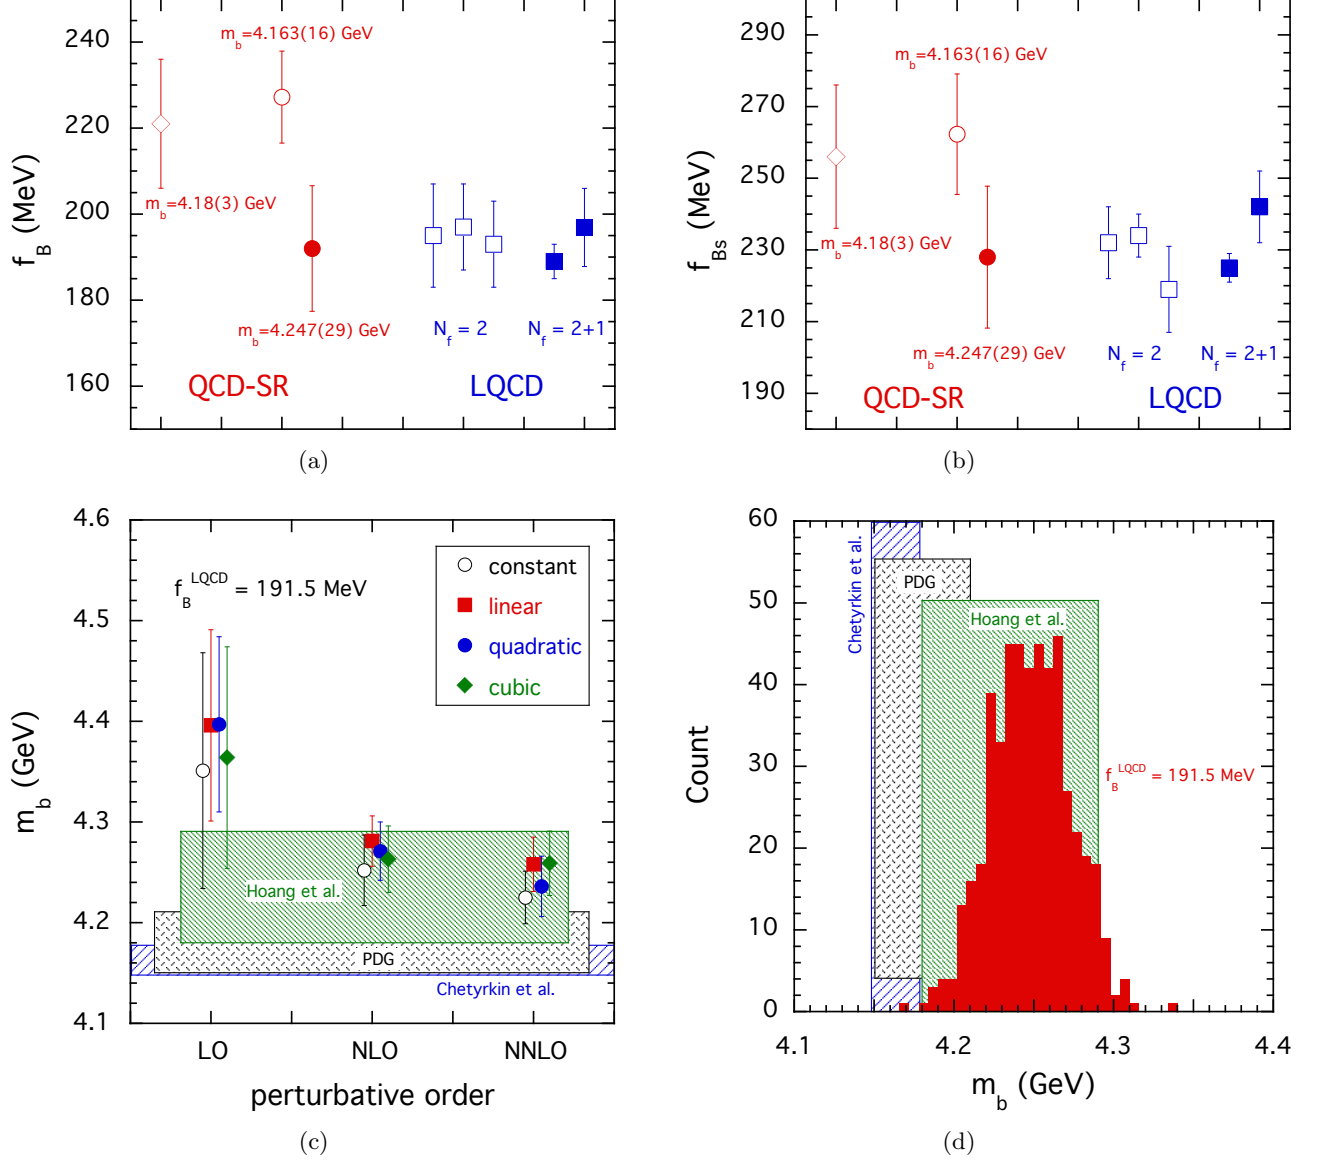 240
220
200
180
160
f_B (MeV)
m_b=4.163(16) GeV
m_b=4.18(3) GeV
m_b=4.247(29) GeV
N_f = 2
N_f = 2+1
QCD-SR
LQCD
(a)
290
270
250
230
210
190
f_Bs (MeV)
m_b=4.163(16) GeV
m_b=4.18(3) GeV
m_b=4.247(29) GeV
N_f = 2
N_f = 2+1
QCD-SR
LQCD
(b)
4.6
4.5
4.4
4.3
4.2
4.1
m_b (GeV)
f_B^LQCD = 191.5 MeV
constant
linear
quadratic
cubic
Hoang et al.
PDG
Chetyrkin et al.
LO
NLO
NNLO
perturbative order
(c)
60
50
40
30
20
10
0
Count
Chetyrkin et al.
PDG
Hoang et al.
f_B^LQCD = 191.5 MeV
4.1
4.2
4.3
4.4
m_b (GeV)
(d)